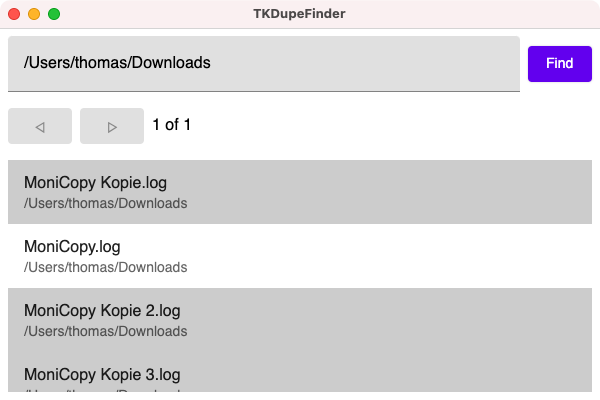 TKDupeFinder
/Users/thomas/Downloads
Find
1 of 1
MoniCopy Kopie.log
/Users/thomas/Downloads
MoniCopy.log
/Users/thomas/Downloads
MoniCopy Kopie 2.log
/Users/thomas/Downloads
MoniCopy Kopie 3.log